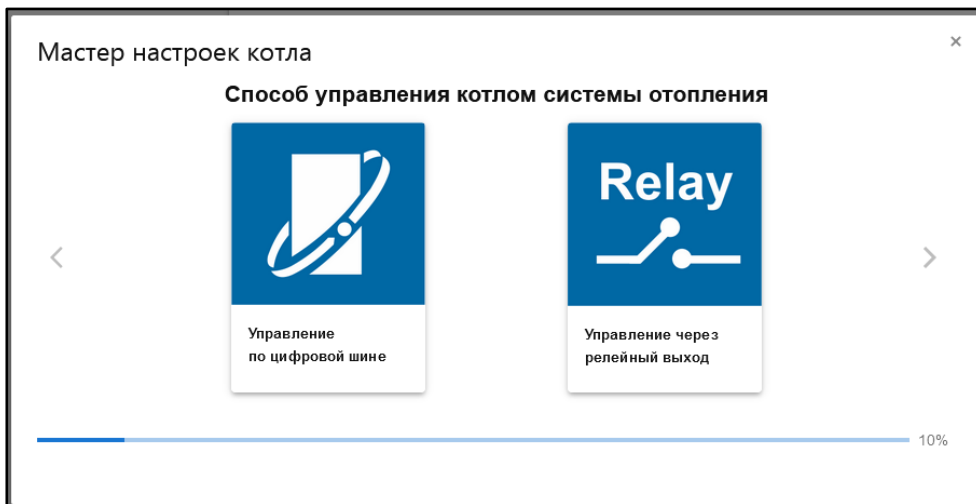 Мастер настроек котла
×
Способ управления котлом системы отопления
Relay
Управление
по цифровой шине
Управление через
релейный выход
10%